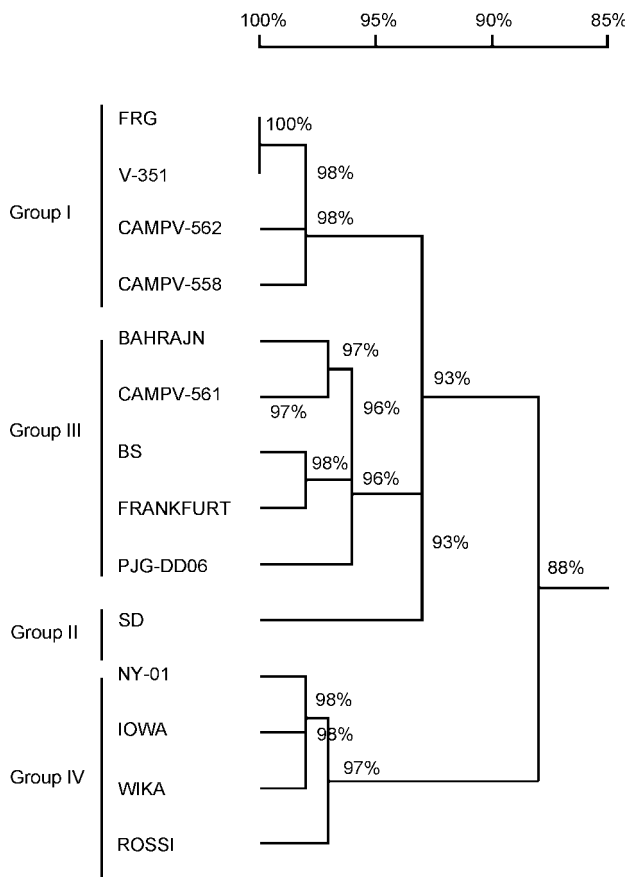 100% 95% 90% 85%
FRG
100%
V-351
98%
Group I
CAMPV-562
98%
CAMPV-558
BAHRAJN
97%
93%
CAMPV-561
97%
96%
Group III
BS
98%
96%
FRANKFURT
93%
PJG-DD06
88%
Group II
SD
NY-01
98%
IOWA
98%
97%
Group IV
WIKA
ROSSI